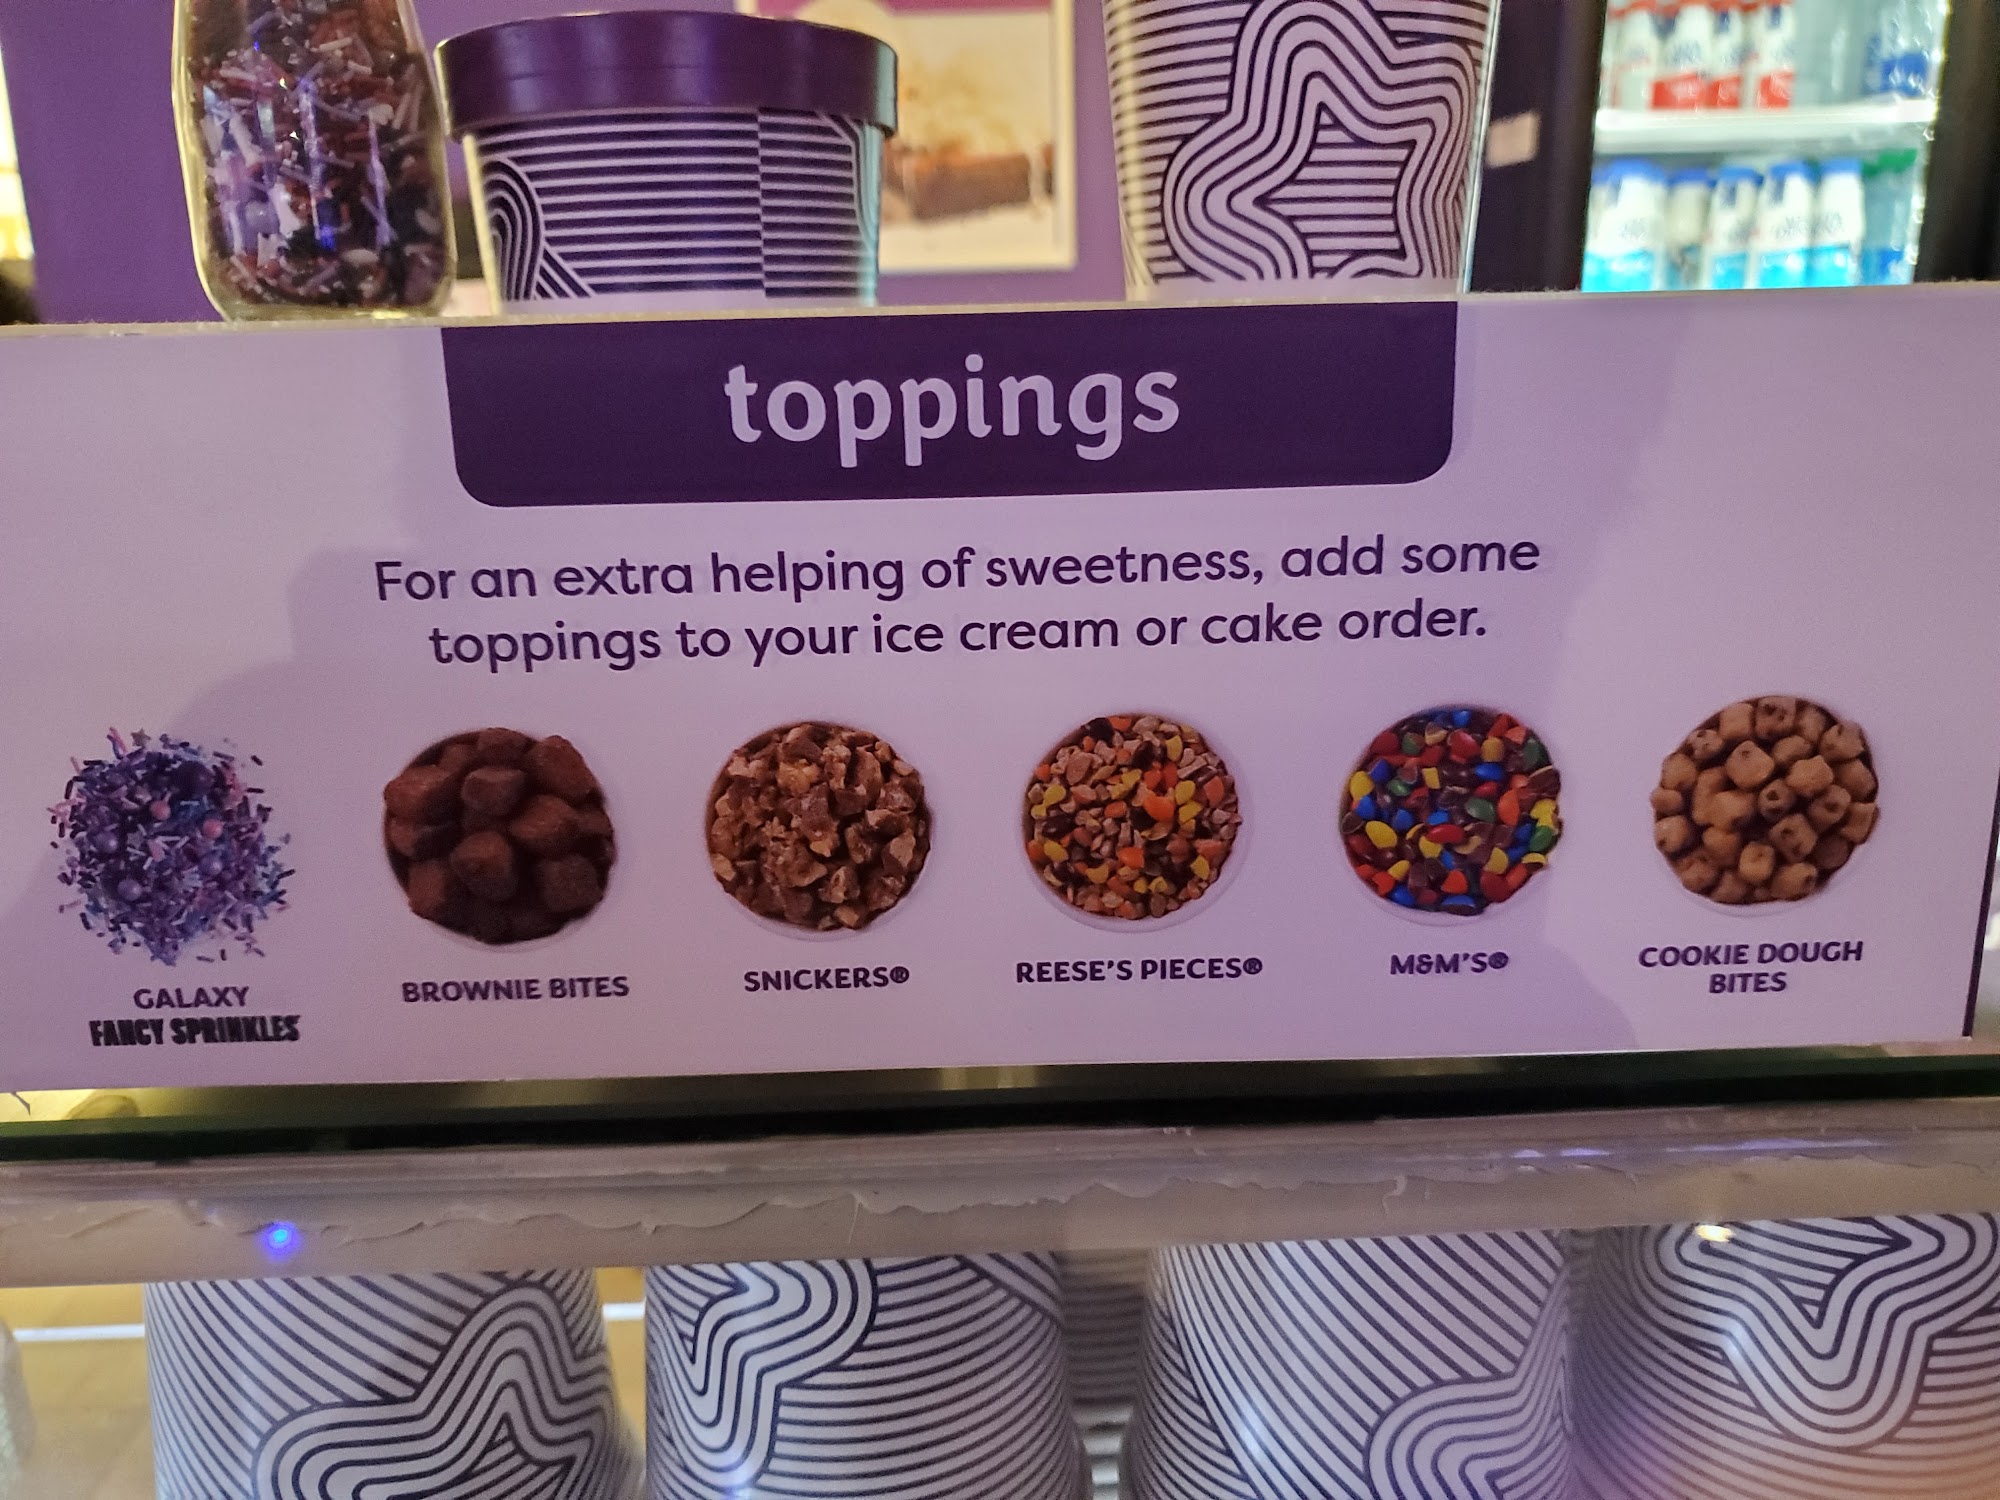 toppings
For an extra helping of sweetness, add some
toppings to your ice cream or cake order.
GALAXY
FANCY SPRINKLES
BROWNIE BITES
SNICKERS®
REESE'S PIECES®
M&M'S®
COOKIE DOUGH
BITES